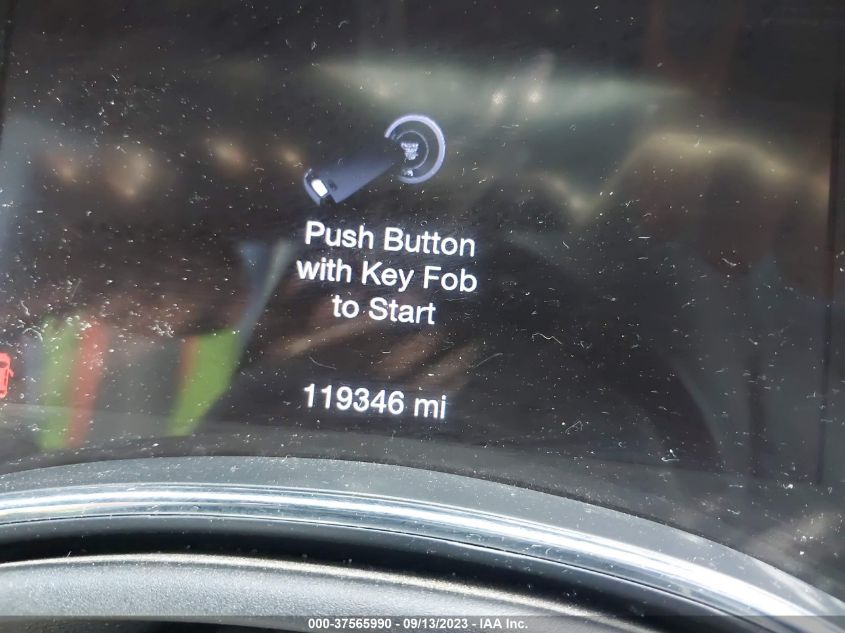 Push Button
with Key Fob
to Start
119346 mi
000-37565990 - 09/13/2023 - IAA Inc.